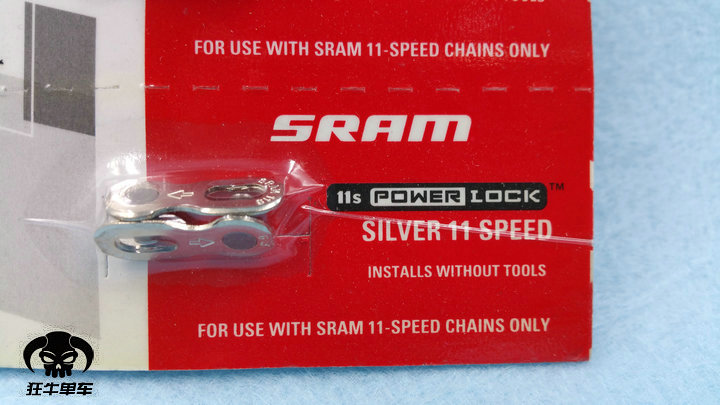 FOR USE WITH SRAM 11-SPEED CHAINS ONLY
SRAM
11s POWER LOCK™
SILVER 11 SPEED
INSTALLS WITHOUT TOOLS
FOR USE WITH SRAM 11-SPEED CHAINS ONLY
狂牛单车